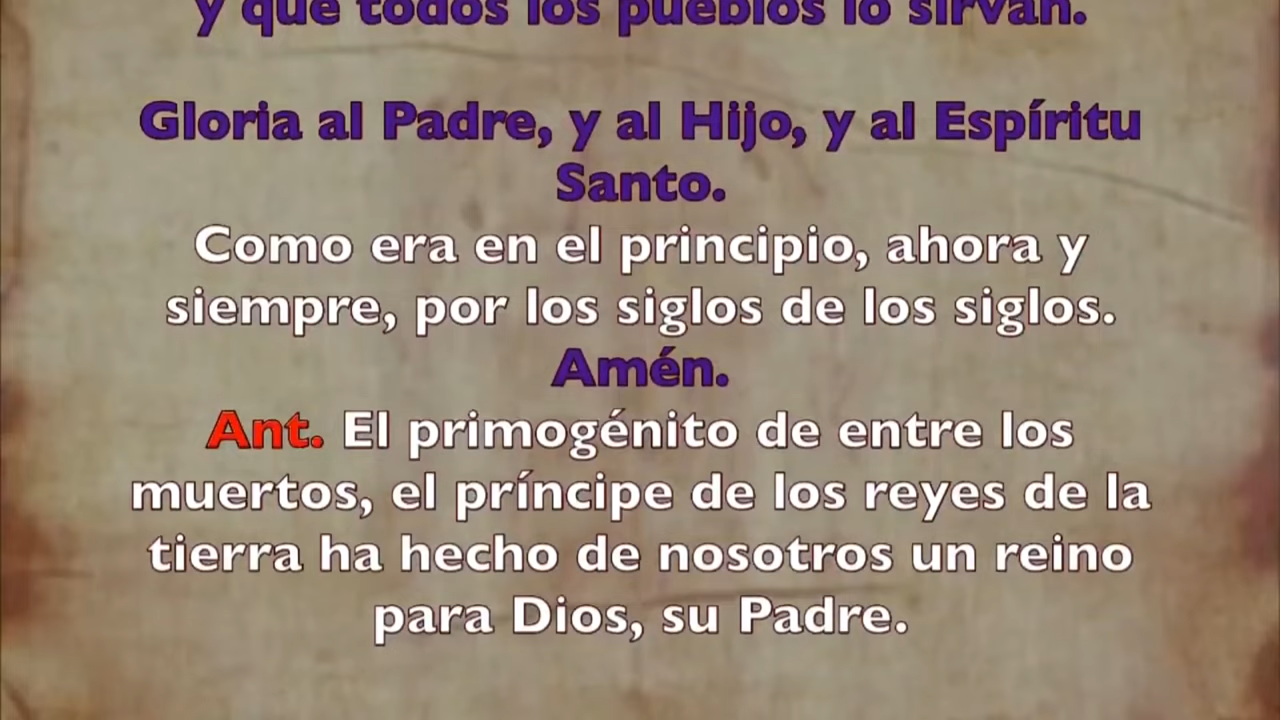 y que todos los pueblos lo sirvan.
Gloria al Padre, y al Hijo, y al Espíritu
Santo.
Como era en el principio, ahora y
siempre, por los siglos de los siglos.
Amén.
Ant. El primogénito de entre los
muertos, el príncipe de los reyes de la
tierra ha hecho de nosotros un reino
para Dios, su Padre.